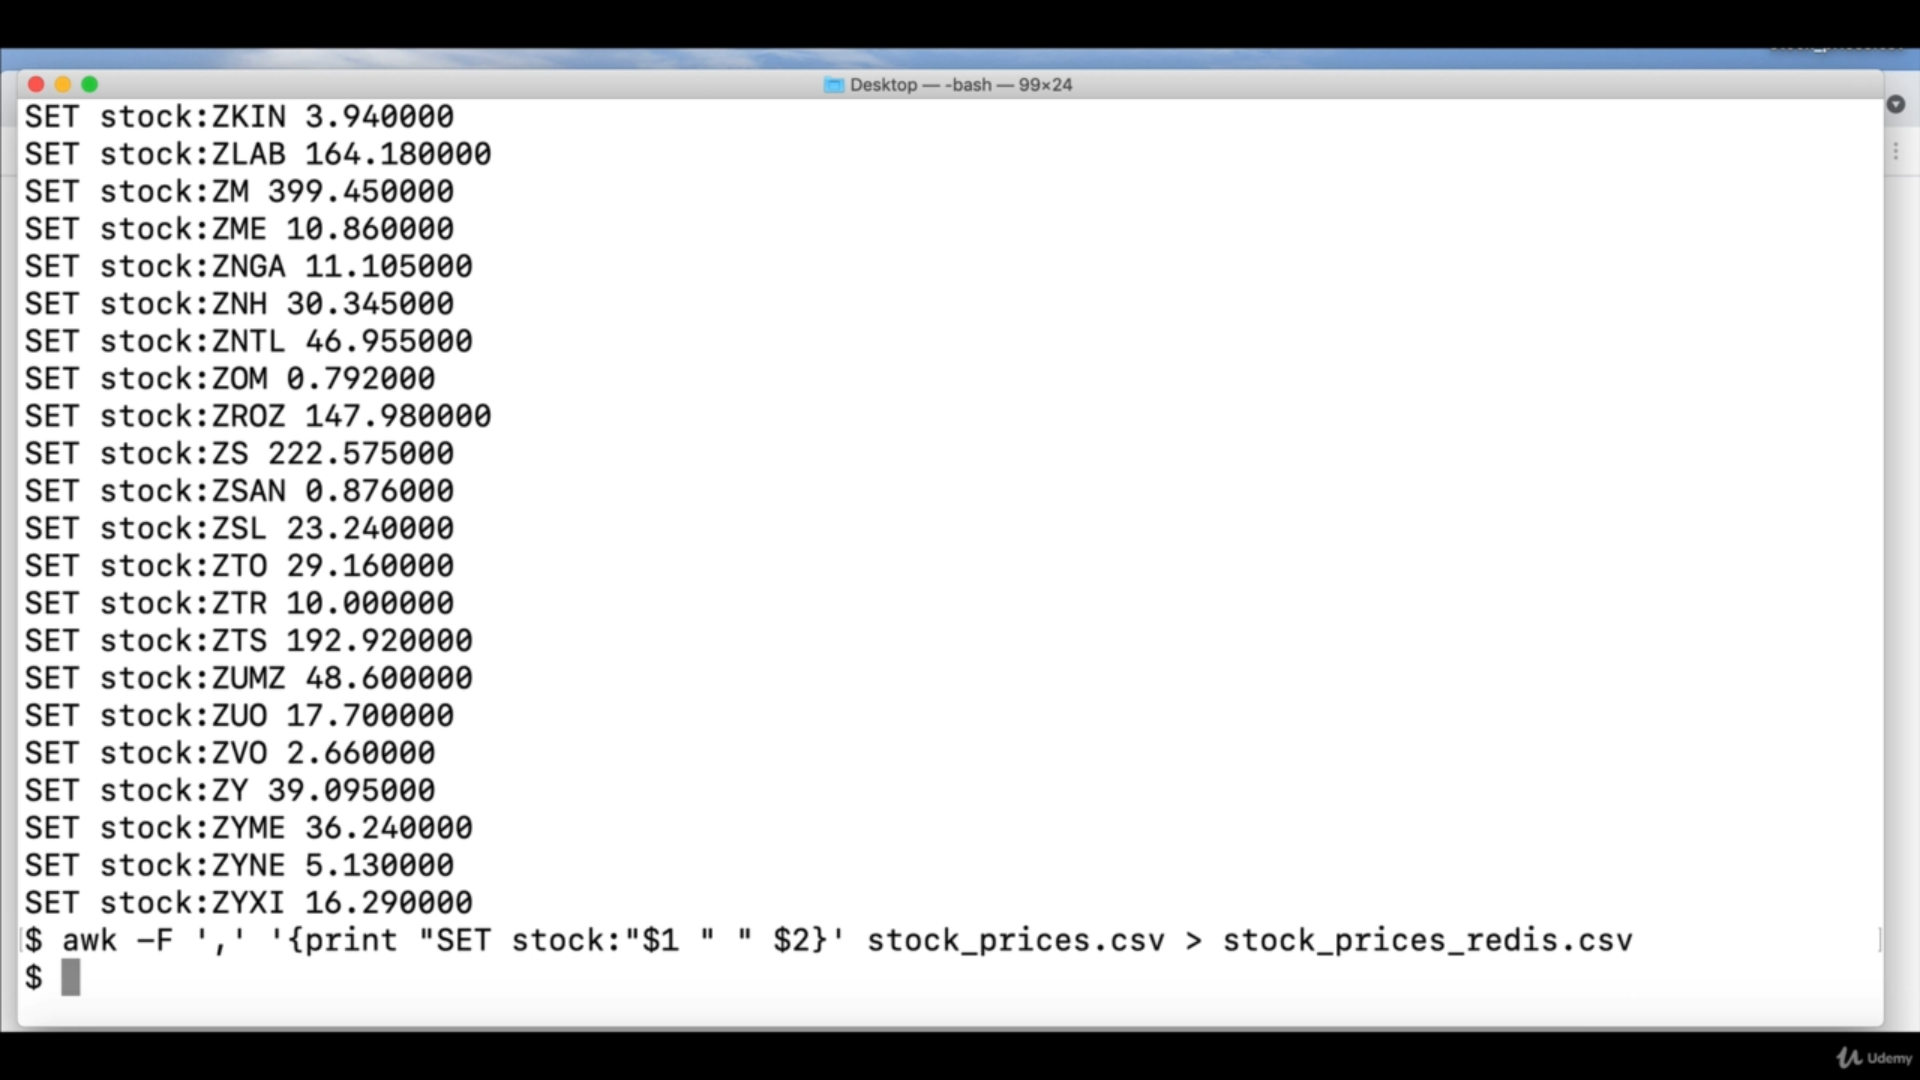 Desktop — -bash — 99×24
SET stock:ZKIN 3.940000
SET stock:ZLAB 164.180000
SET stock:ZM 399.450000
SET stock:ZME 10.860000
SET stock:ZNGA 11.105000
SET stock:ZNH 30.345000
SET stock:ZNTL 46.955000
SET stock:ZOM 0.792000
SET stock:ZROZ 147.980000
SET stock:ZS 222.575000
SET stock:ZSAN 0.876000
SET stock:ZSL 23.240000
SET stock:ZTO 29.160000
SET stock:ZTR 10.000000
SET stock:ZTS 192.920000
SET stock:ZUMZ 48.600000
SET stock:ZUO 17.700000
SET stock:ZVO 2.660000
SET stock:ZY 39.095000
SET stock:ZYME 36.240000
SET stock:ZYNE 5.130000
SET stock:ZYXI 16.290000
[$ awk -F ',' '{print "SET stock:"$1 " " $2}' stock_prices.csv > stock_prices_redis.csv ]
$
Udemy